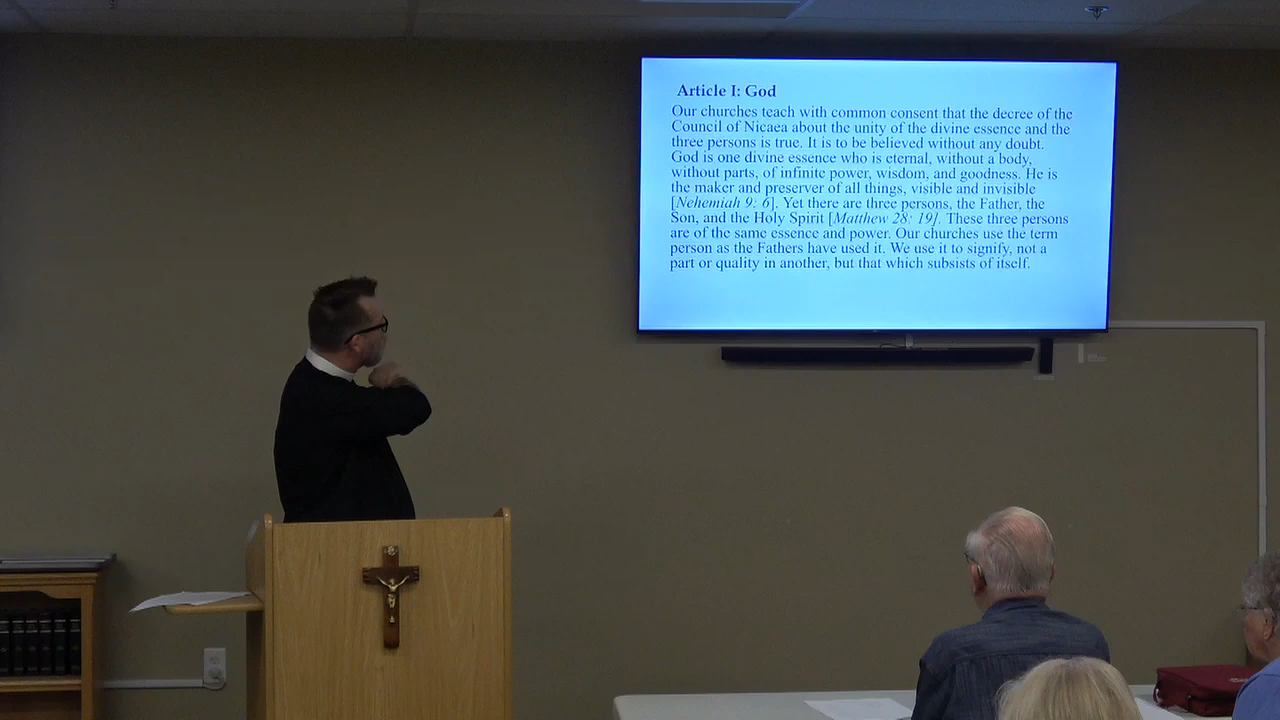 Article I: God
Our churches teach with common consent that the decree of the
Council of Nicaea about the unity of the divine essence and the
three persons is true. It is to be believed without any doubt.
God is one divine essence who is eternal, without a body,
without parts, of infinite power, wisdom, and goodness. He is
the maker and preserver of all things, visible and invisible
[Nehemiah 9: 6]. Yet there are three persons, the Father, the
Son, and the Holy Spirit [Matthew 28: 19]. These three persons
are of the same essence and power. Our churches use the term
person as the Fathers have used it. We use it to signify, not a
part or quality in another, but that which subsists of itself.